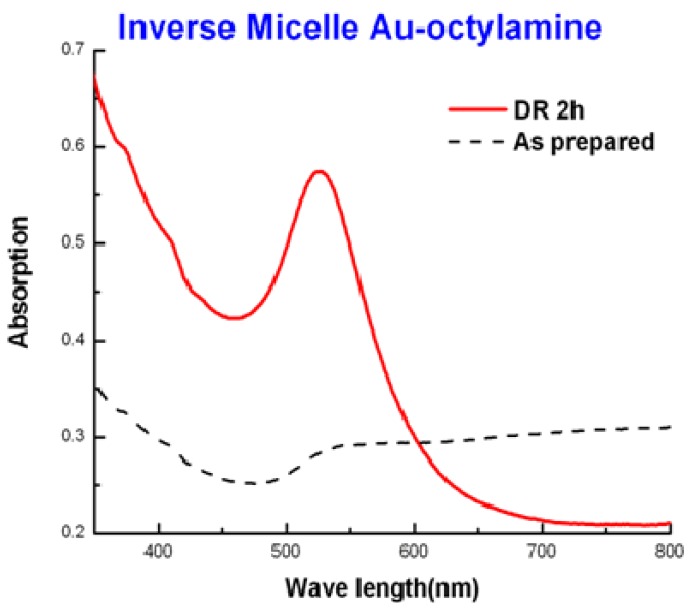 Inverse Micelle Au-octylamine
0.7
0.6
0.5
0.4
0.3
0.2
Absorption
DR 2h
As prepared
400 500 600 700 800
Wave length(nm)